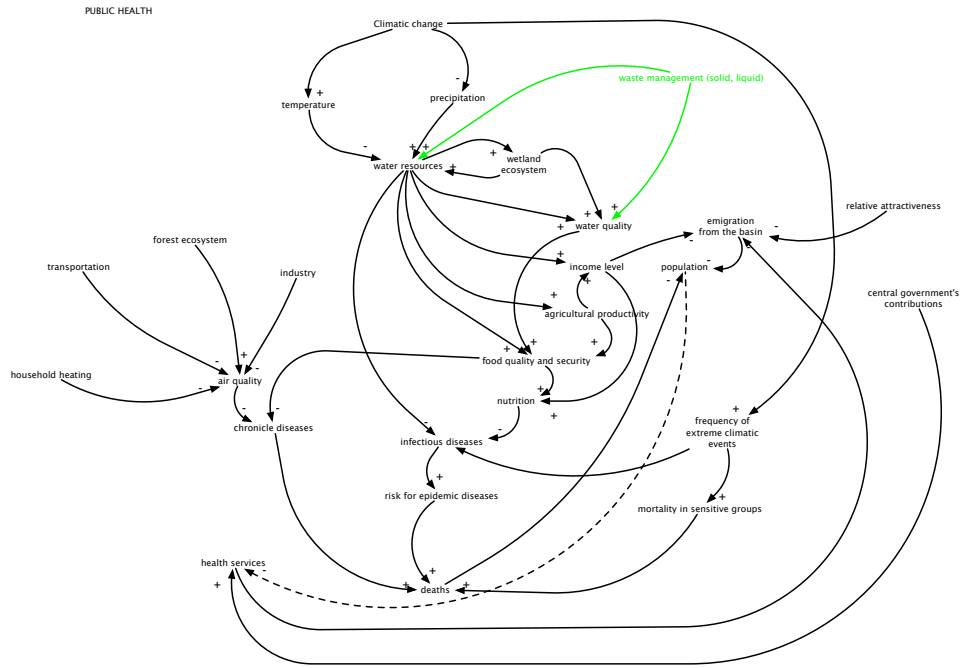 PUBLIC HEALTH
Climatic change
waste management (solid, liquid)
-
+
temperature
precipitation
-
+ +
water resources
+
+
wetland
ecosystem
relative attractiveness
+
+
+
water quality
emigration
from the basin
-
-
forest ecosystem
transportation
industry
+
income level
population
-
-
+
central government's
contributions
+
agricultural productivity
+
+
+
food quality and security
-
+
-
air quality
household heating
-
+
nutrition
+
-
-
chronicle diseases
-
-
infectious diseases
+
frequency of
extreme climatic
events
+
risk for epidemic diseases
+
mortality in sensitive groups
health services
-
+
+
+
deaths
+